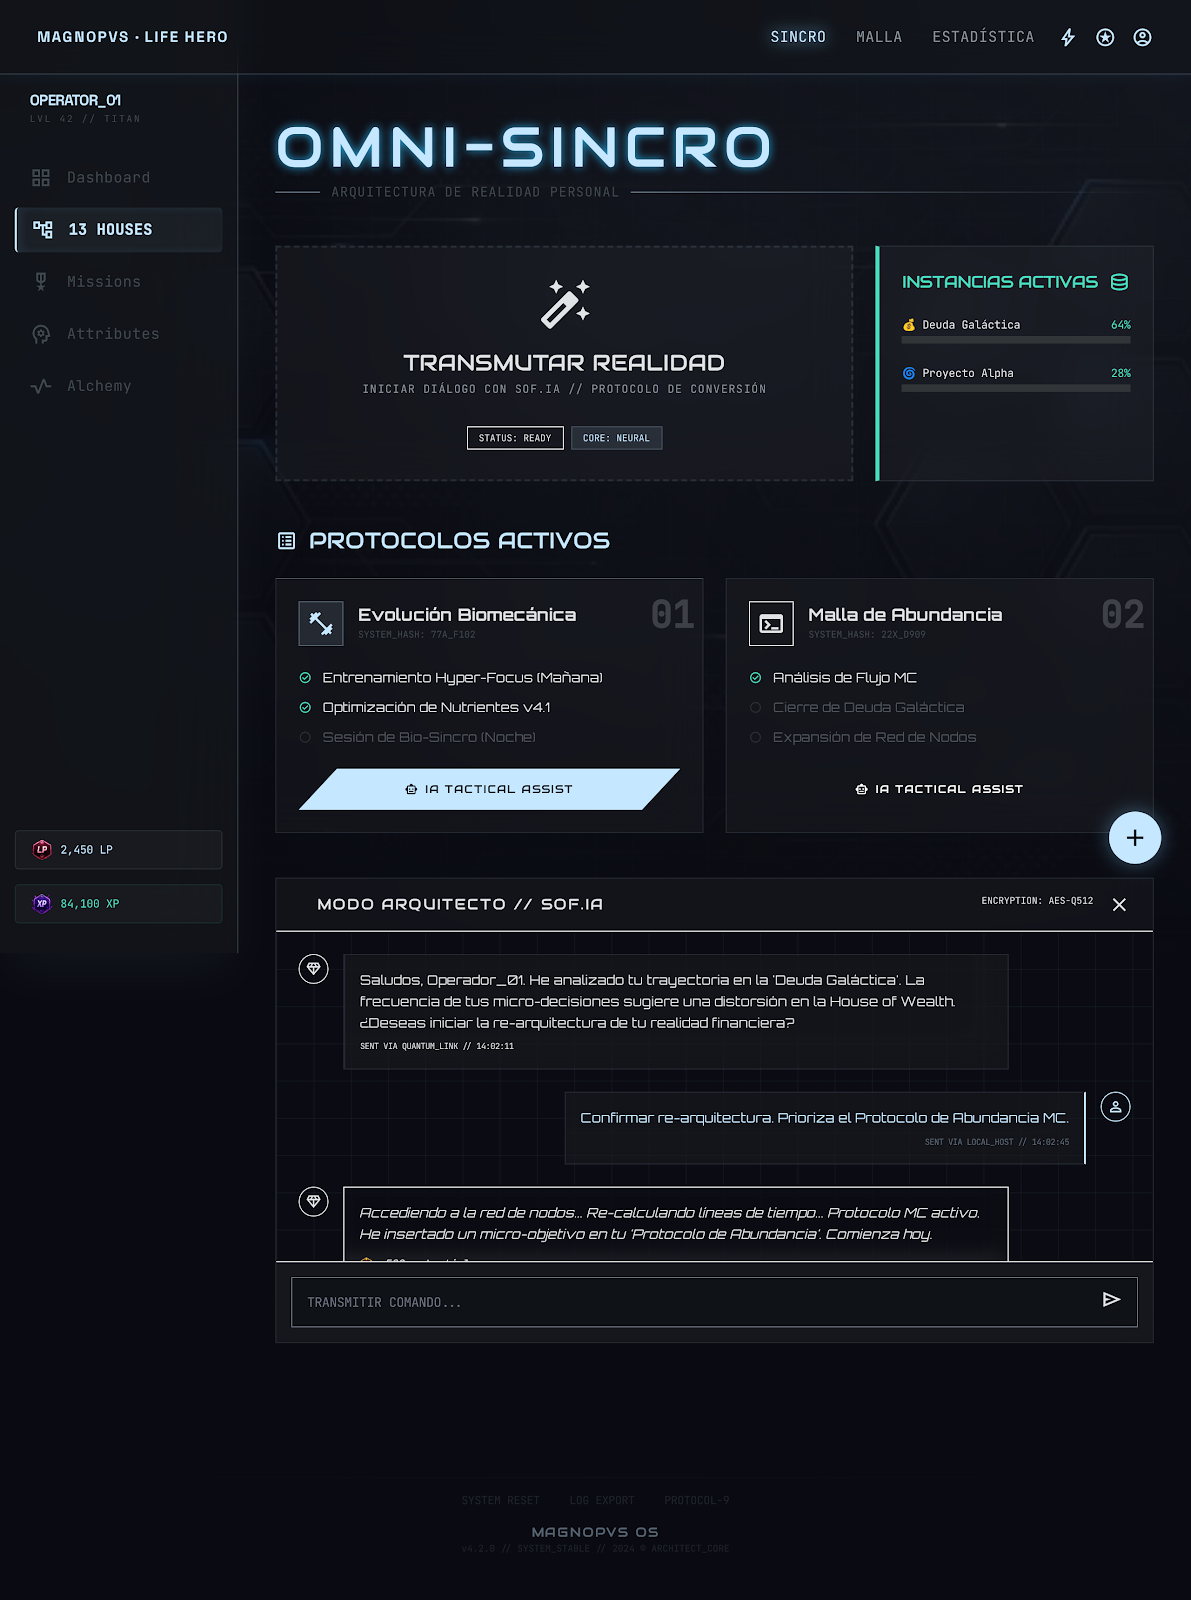 MAGNOPVS · LIFE HERO
SINCRO
MALLA
ESTADÍSTICA
OPERATOR_01
LVL 42 // TITAN
Dashboard
13 HOUSES
Missions
Attributes
Alchemy
LP
2,450 LP
XP
84,100 XP
OMNI-SINCRO
ARQUITECTURA DE REALIDAD PERSONAL
TRANSMUTAR REALIDAD
INICIAR DIÁLOGO CON SOF.IA // PROTOCOLO DE CONVERSIÓN
STATUS: READY
CORE: NEURAL
INSTANCIAS ACTIVAS
Deuda Galáctica 64%
Proyecto Alpha 28%
PROTOCOLOS ACTIVOS
Evolución Biomecánica
01
SYSTEM_HASH: 77A_F102
Entrenamiento Hyper-Focus (Mañana)
Optimización de Nutrientes v4.1
Sesión de Bio-Sincro (Noche)
IA TACTICAL ASSIST
Malla de Abundancia
02
SYSTEM_HASH: 22X_D909
Análisis de Flujo MC
Cierre de Deuda Galáctica
Expansión de Red de Nodos
IA TACTICAL ASSIST
MODO ARQUITECTO // SOF.IA
ENCRYPTION: AES-Q512
Saludos, Operador_01. He analizado tu trayectoria en la 'Deuda Galáctica'. La
frecuencia de tus micro-decisiones sugiere una distorsión en la House of Wealth.
¿Deseas iniciar la re-arquitectura de tu realidad financiera?
SENT VIA QUANTUM_LINK // 14:02:11
Confirmar re-arquitectura. Prioriza el Protocolo de Abundancia MC.
SENT VIA LOCAL_HOST // 14:02:45
Accediendo a la red de nodos... Re-calculando líneas de tiempo... Protocolo MC activo.
He insertado un micro-objetivo en tu 'Protocolo de Abundancia'. Comienza hoy.
TRANSMITIR COMANDO...
SYSTEM RESET
LOG EXPORT
PROTOCOL-9
MAGNOPVS OS
v4.2.0 // SYSTEM_STABLE // 2024 © ARCHITECT_CORE